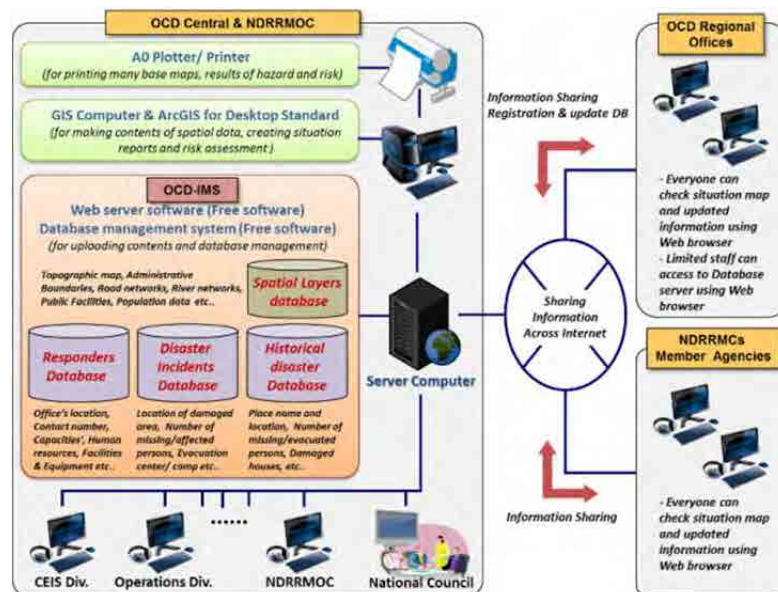 OCD Central & NDRRMOC
A0 Plotter/ Printer
(for printing many base maps, results of hazard and risk)
GIS Computer & ArcGIS for Desktop Standard
(for making contents of spatial data, creating situation
reports and risk assessment )
OCD-IMS
Web server software (Free software)
Database management system (Free software)
(for uploading contents and database management)
Topographic map, Administrative
Boundaries, Road networks, River networks,
Public Facilities, Population data etc..
Spatial Layers
database
Responders
Database
Disaster
Incidents
Database
Historical
disaster
Database
Office's location,
Contact number,
Capacities', Human
resources, Facilities
& Equipment etc..
Location of damaged
area, Number of
missing/affected
persons, Evacuation
center/ camp etc..
Place name and
location, Number of
missing/evacuated
persons, Damaged
houses, etc..
Server Computer
......
CEIS Div.
Operations Div.
NDRRMOC
National Council
Information Sharing
Registration & update DB
Sharing
Information
Across Internet
Information Sharing
OCD Regional
Offices
- Everyone can
check situation map
and updated
information using
Web browser
- Limited staff can
access to Database
server using Web
browser
NDRRMCs
Member Agencies
- Everyone can
check situation map
and updated
information using
Web browser